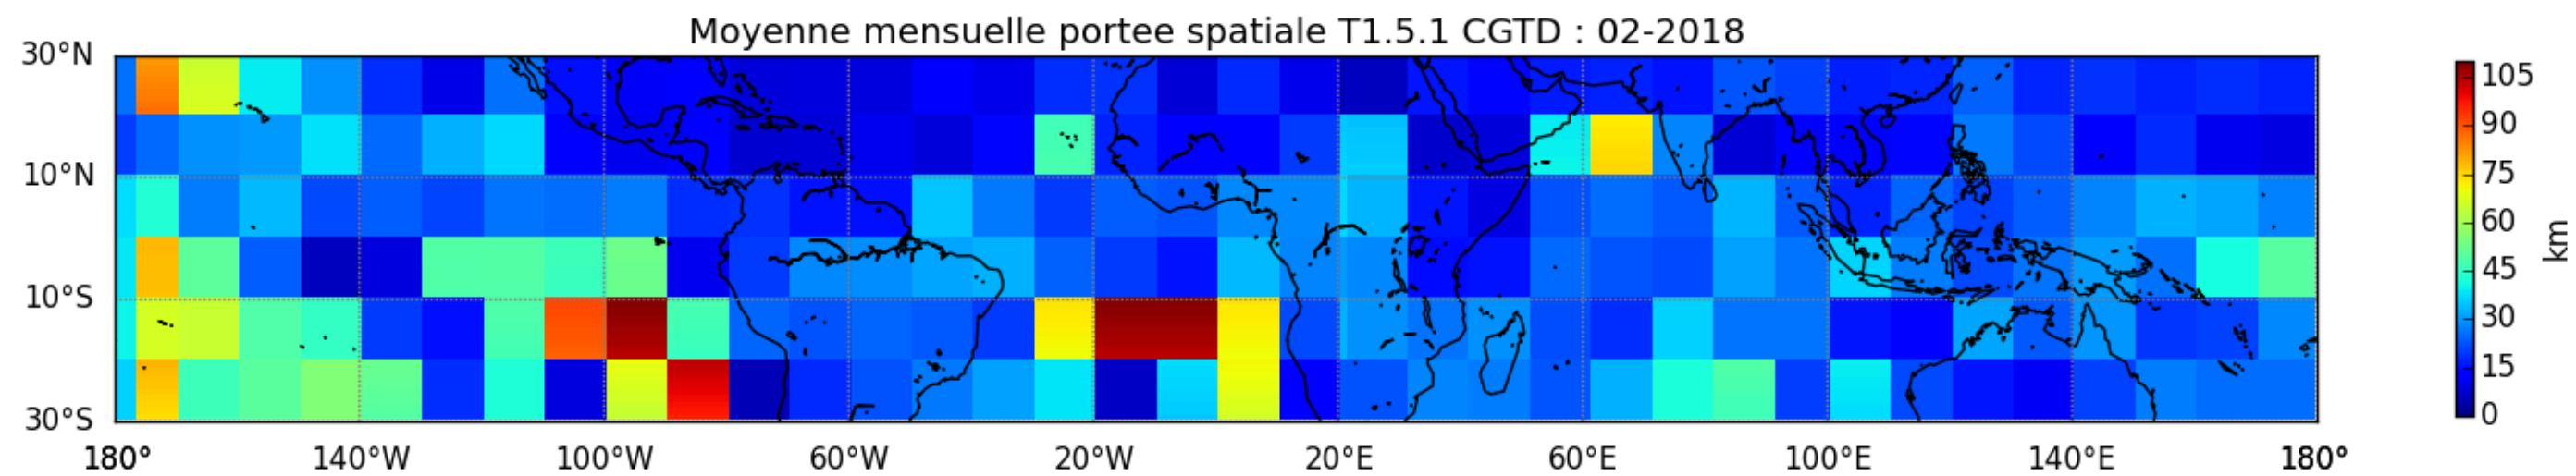 Moyenne mensuelle portee spatiale T1.5.1 CGTD : 02-2018
30°N
10°N
10°S
30°S
180° 140°W 100°W 60°W 20°W 20°E 60°E 100°E 140°E 180°
105
90
75
60
45
30
15
0
km